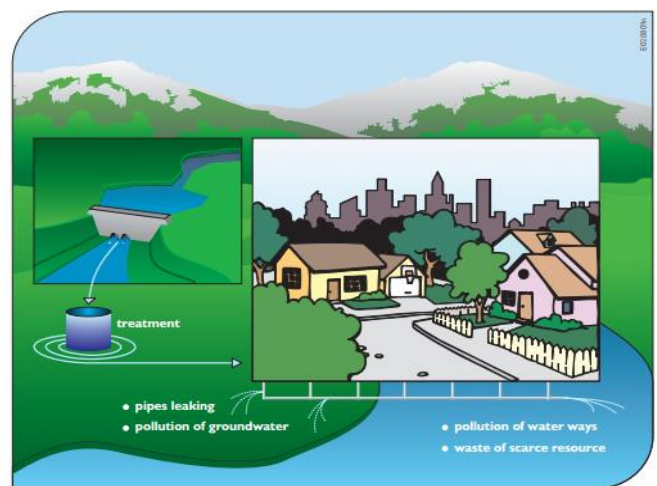 treatment
• pipes leaking
• pollution of groundwater
• pollution of water ways
• waste of scarce resource